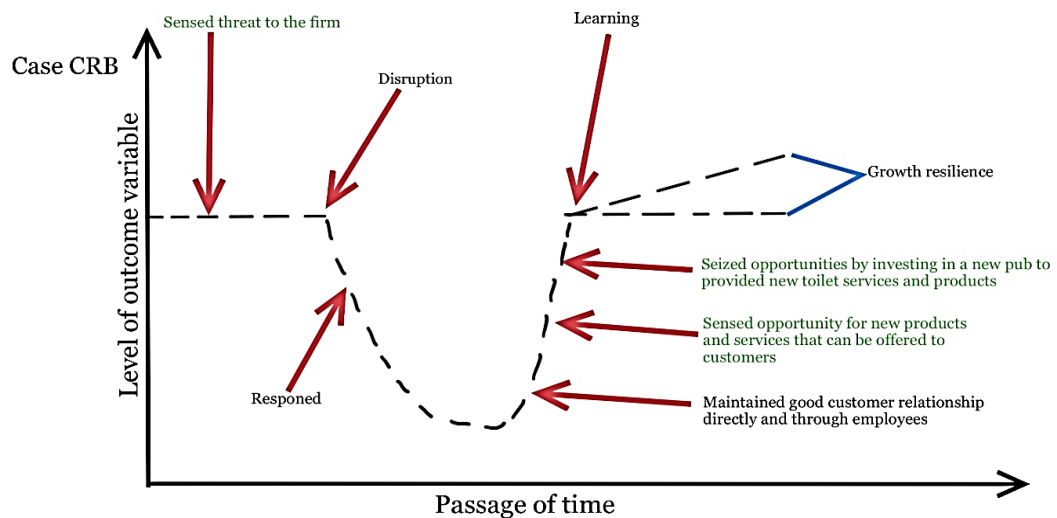 Sensed threat to the firm
Learning
Case CRB
Disruption
Level of outcome variable
Growth resilience
Seized opportunities by investing in a new pub to
provided new toilet services and products
Sensed opportunity for new products
and services that can be offered to
customers
Responed
Maintained good customer relationship
directly and through employees
Passage of time